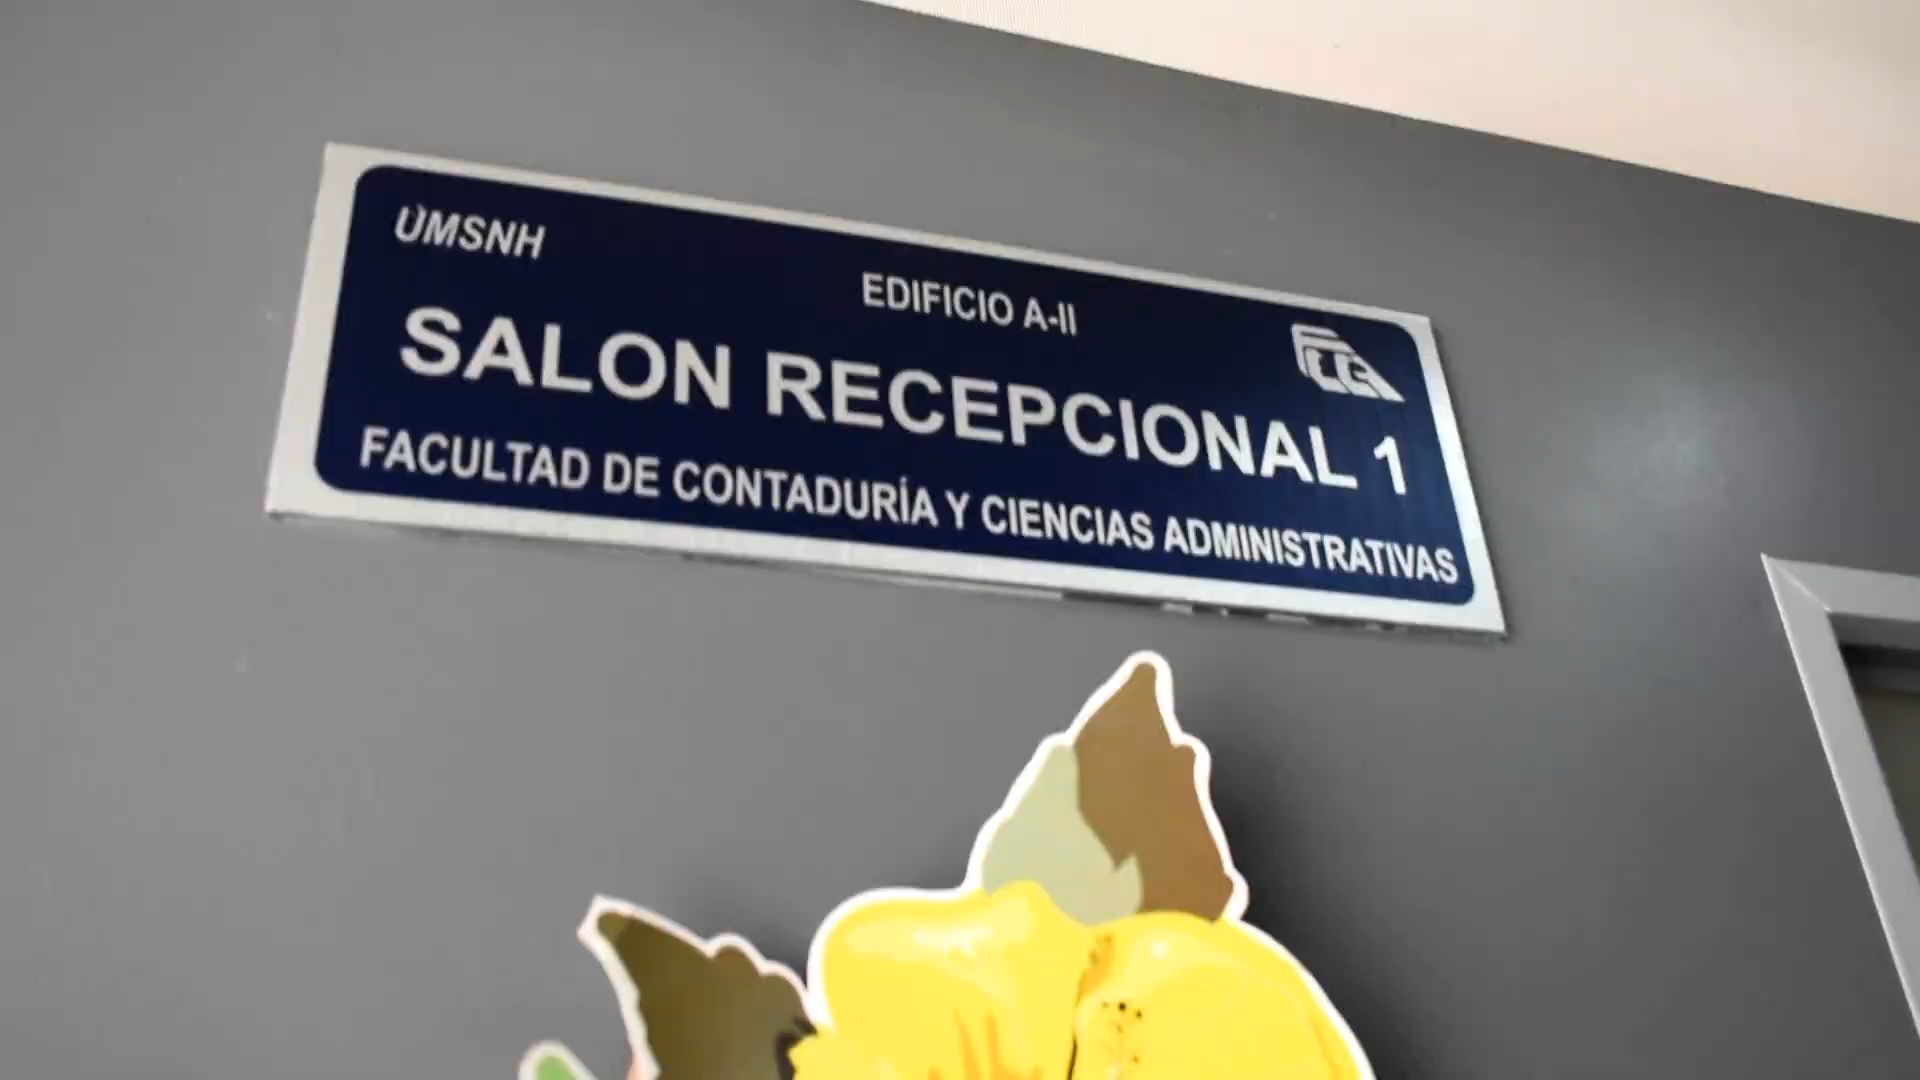 UMSNH
EDIFICIO A-II
SALON RECEPCIONAL 1
FACULTAD DE CONTADURÍA Y CIENCIAS ADMINISTRATIVAS